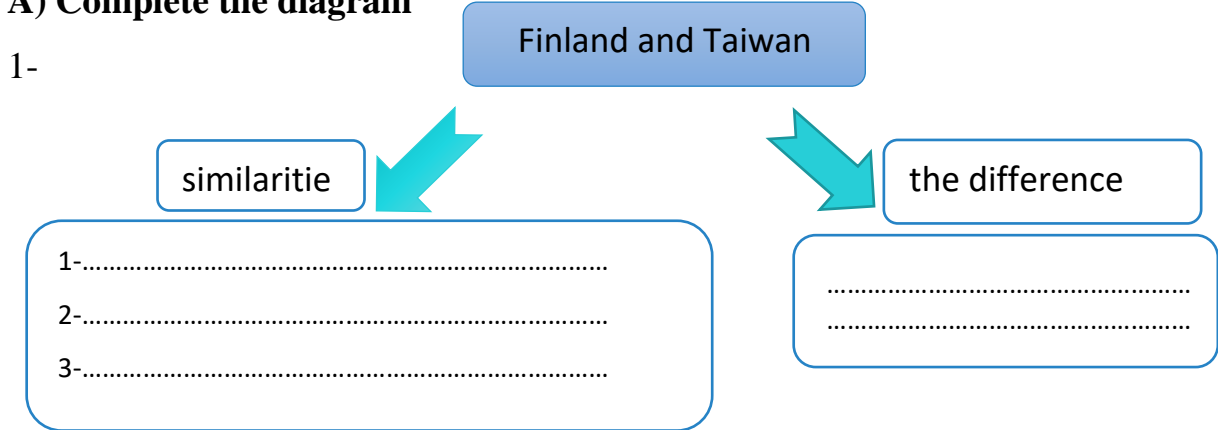 A) Complete the diagram
Finland and Taiwan
1-
similaritie
the difference
1-………………………………………………………………
2-………………………………………………………………
3-………………………………………………………………
………………………………………………
………………………………………………